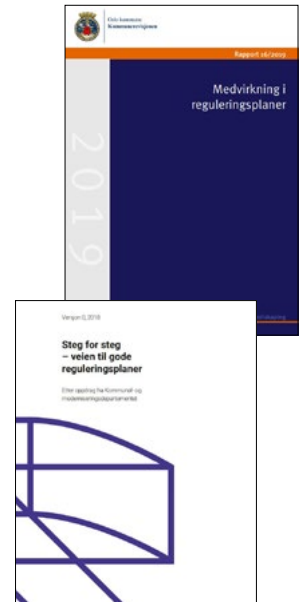 Oslo kommune
Kommunerevisjonen
Rapport 16/2019
Medvirkning i
reguleringsplaner
2019
Versjon 0, 2018
Steg for steg
– veien til gode
reguleringsplaner
Etter oppdrag fra Kommunal- og
moderniseringsdepartementet